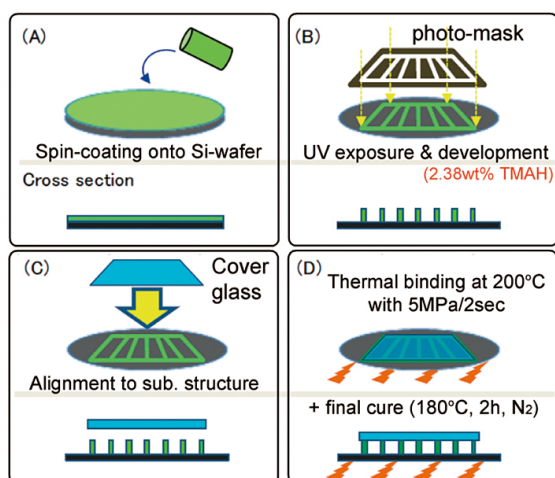 (A)
Spin-coating onto Si-wafer
Cross section
(B)
photo-mask
UV exposure & development
(2.38wt% TMAH)
(C)
Cover
glass
Alignment to sub. structure
(D)
Thermal binding at 200°C
with 5MPa/2sec
+ final cure (180°C, 2h, N₂)